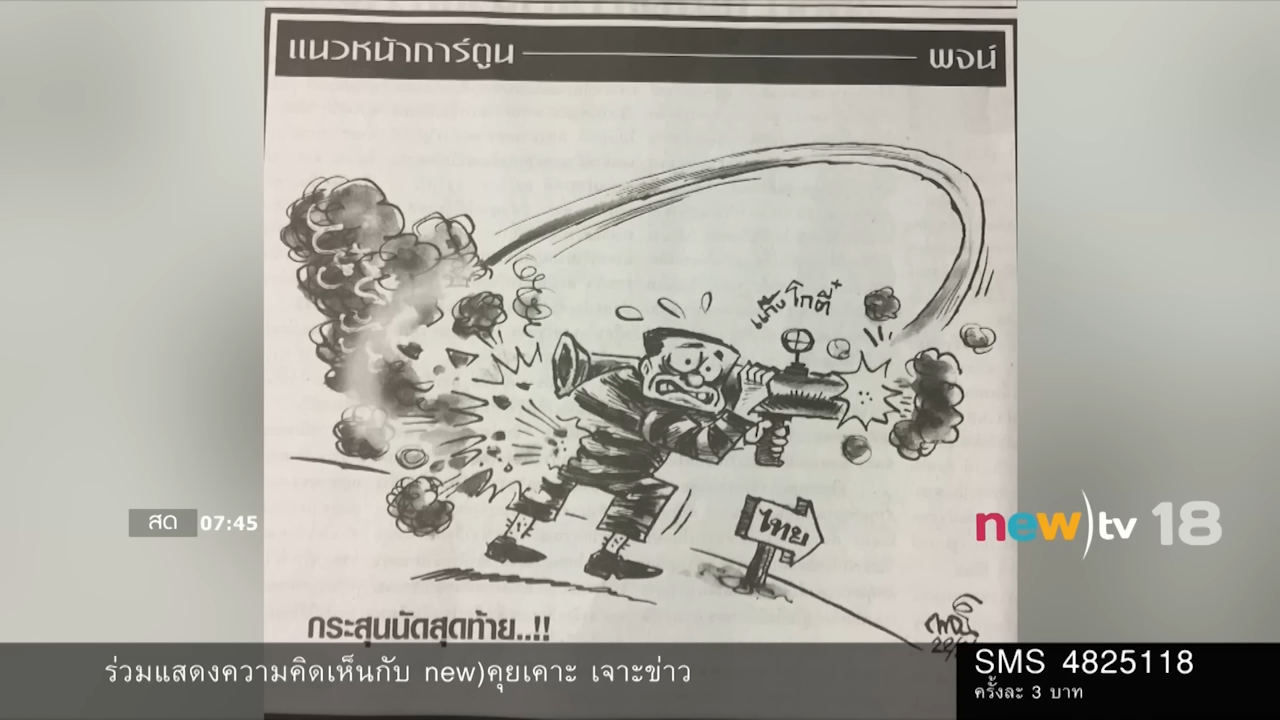 แนวหน้าการ์ตูน พจน์
แก๊งโกตี๋
ไทย
กระสุนนัดสุดท้าย..!!
สด 07:45
new)tv 18
ร่วมแสดงความคิดเห็นกับ new)คุยเคาะ เจาะข่าว
SMS 4825118
ครั้งละ 3 บาท